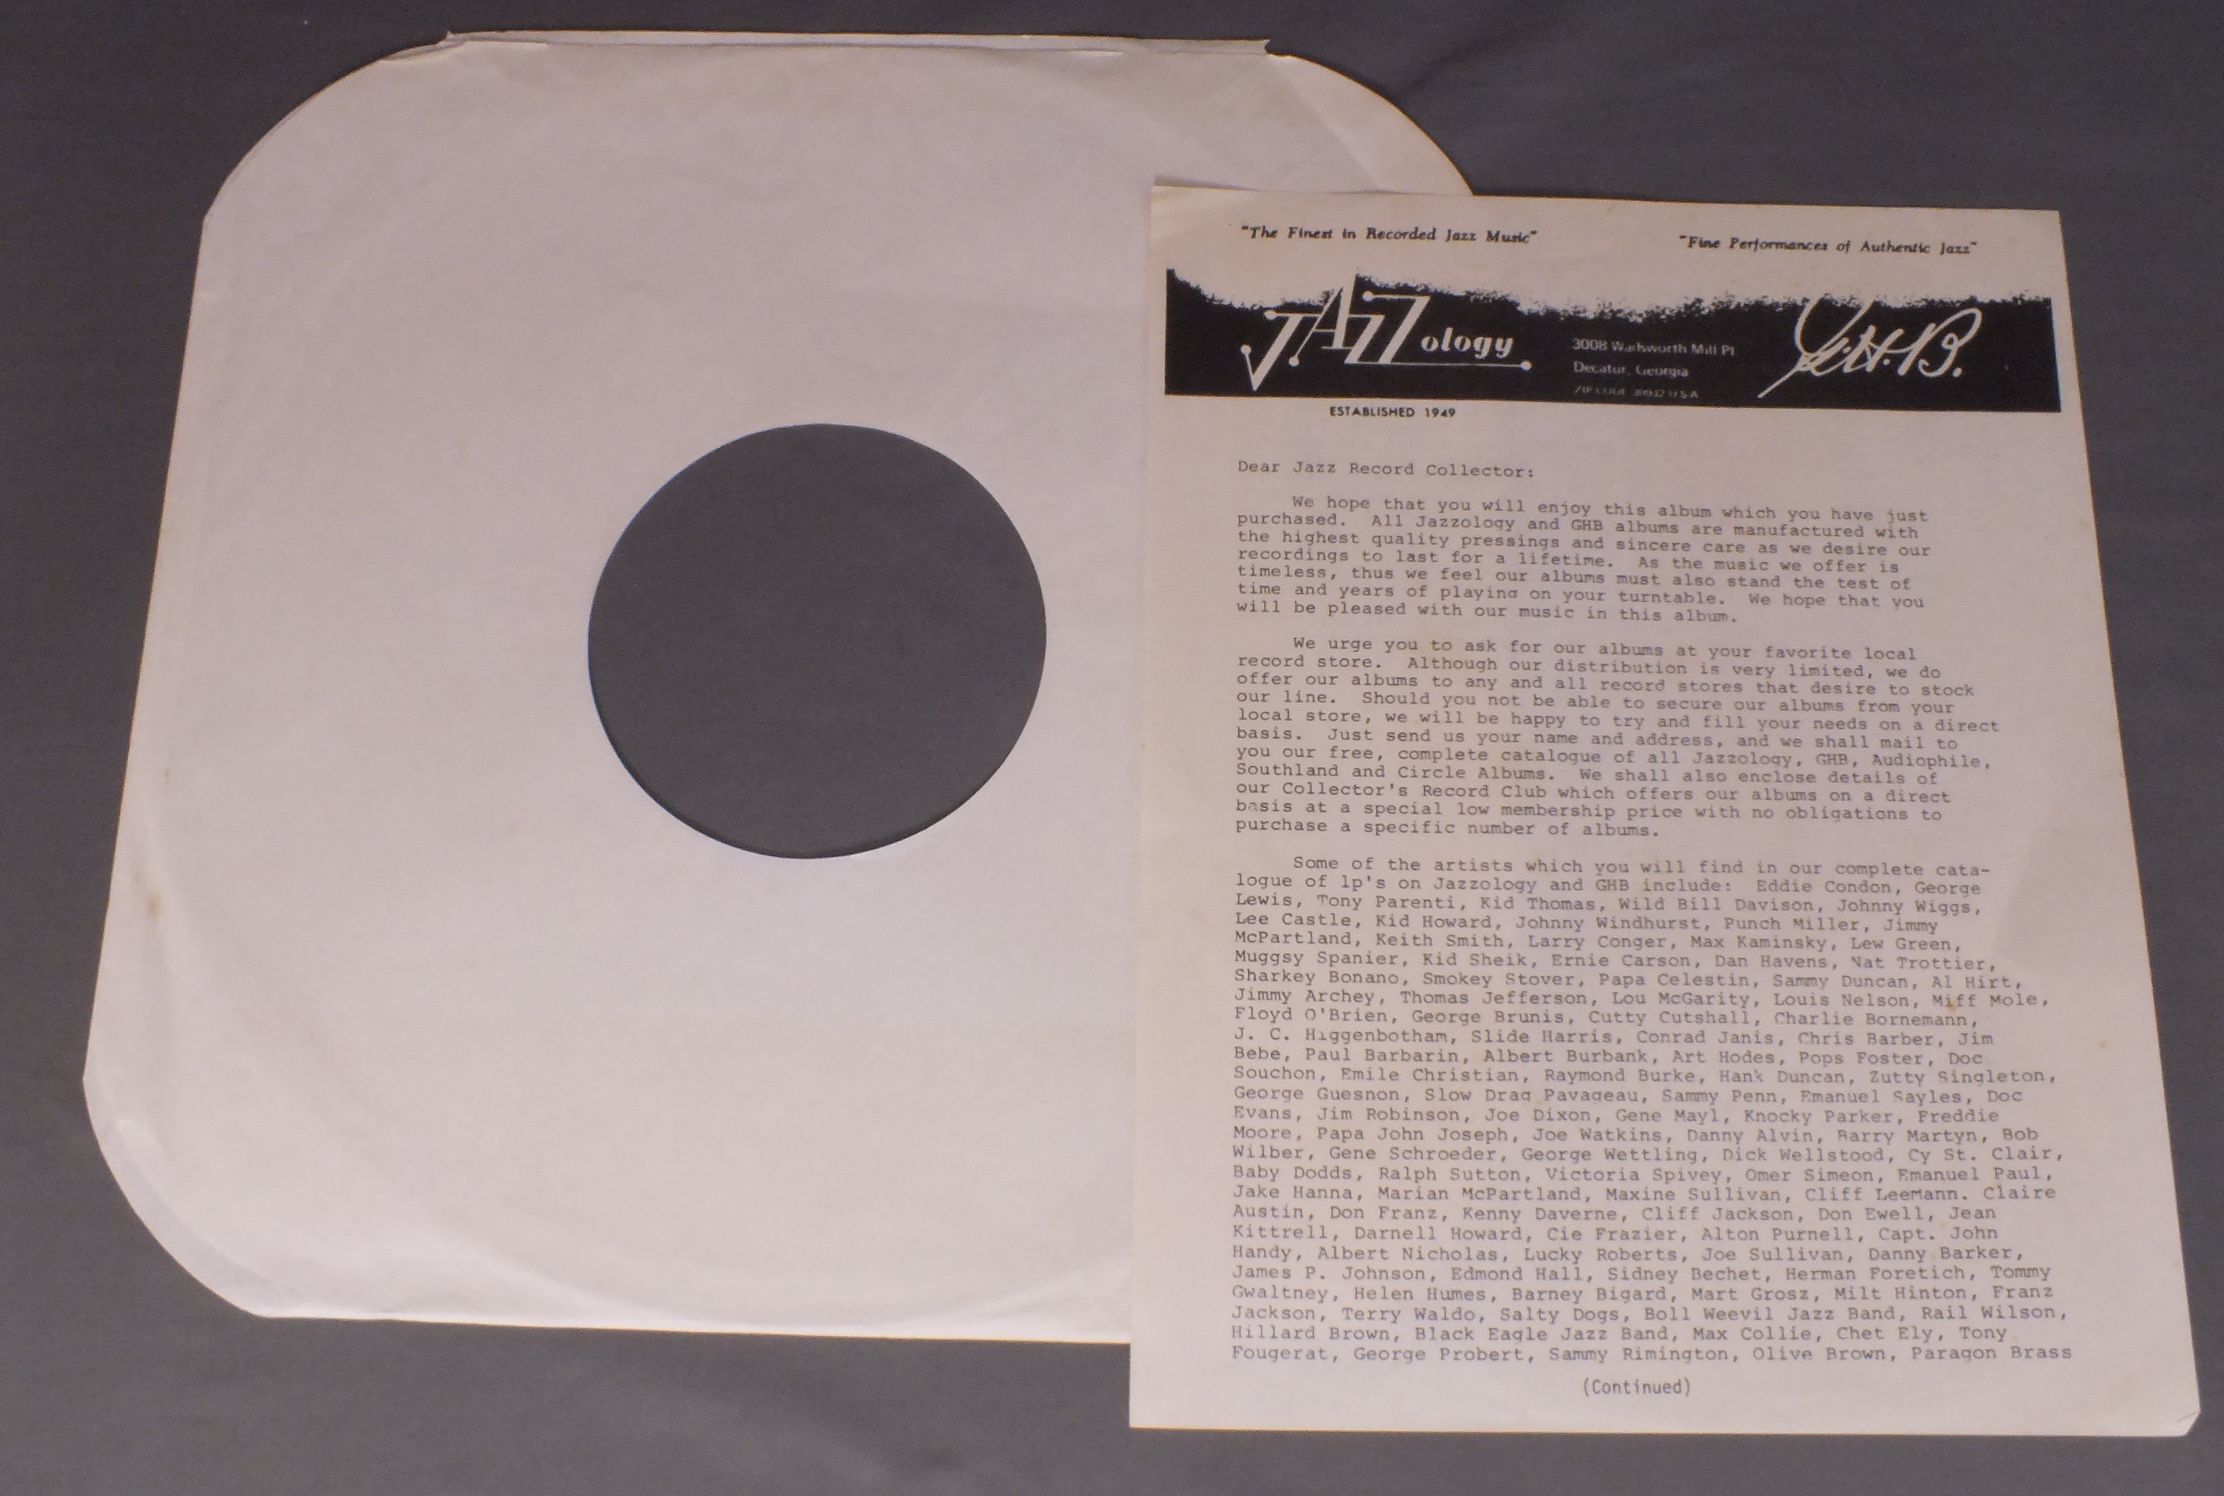 "The Finest in Recorded Jazz Music"
"Fine Performances of Authentic Jazz"
JAZZology
3008 Wadsworth Mill Pl.
Decatur, Georgia
ZIP CODE 30032 U S A
G.H.B.
ESTABLISHED 1949
Dear Jazz Record Collector:
We hope that you will enjoy this album which you have just
purchased. All Jazzology and GHB albums are manufactured with
the highest quality pressings and sincere care as we desire our
recordings to last for a lifetime. As the music we offer is
timeless, thus we feel our albums must also stand the test of
time and years of playing on your turntable. We hope that you
will be pleased with our music in this album.
We urge you to ask for our albums at your favorite local
record store. Although our distribution is very limited, we do
offer our albums to any and all record stores that desire to stock
our line. Should you not be able to secure our albums from your
local store, we will be happy to try and fill your needs on a direct
basis. Just send us your name and address, and we shall mail to
you our free, complete catalogue of all Jazzology, GHB, Audiophile,
Southland and Circle Albums. We shall also enclose details of
our Collector's Record Club which offers our albums on a direct
basis at a special low membership price with no obligations to
purchase a specific number of albums.
Some of the artists which you will find in our complete cata-
logue of lp's on Jazzology and GHB include: Eddie Condon, George
Lewis, Tony Parenti, Kid Thomas, Wild Bill Davison, Johnny Wiggs,
Lee Castle, Kid Howard, Johnny Windhurst, Punch Miller, Jimmy
McPartland, Keith Smith, Larry Conger, Max Kaminsky, Lew Green,
Muggsy Spanier, Kid Sheik, Ernie Carson, Dan Havens, Nat Trottier,
Sharkey Bonano, Smokey Stover, Papa Celestin, Sammy Duncan, Al Hirt,
Jimmy Archey, Thomas Jefferson, Lou McGarity, Louis Nelson, Miff Mole,
Floyd O'Brien, George Brunis, Cutty Cutshall, Charlie Bornemann,
J. C. Higgenbotham, Slide Harris, Conrad Janis, Chris Barber, Jim
Bebe, Paul Barbarin, Albert Burbank, Art Hodes, Pops Foster, Doc
Souchon, Emile Christian, Raymond Burke, Hank Duncan, Zutty Singleton,
George Guesnon, Slow Drag Pavageau, Sammy Penn, Emanuel Sayles, Doc
Evans, Jim Robinson, Joe Dixon, Gene Mayl, Knocky Parker, Freddie
Moore, Papa John Joseph, Joe Watkins, Danny Alvin, Barry Martyn, Bob
Wilber, Gene Schroeder, George Wettling, Dick Wellstood, Cy St. Clair,
Baby Dodds, Ralph Sutton, Victoria Spivey, Omer Simeon, Emanuel Paul,
Jake Hanna, Marian McPartland, Maxine Sullivan, Cliff LeeMann. Claire
Austin, Don Franz, Kenny Daverne, Cliff Jackson, Don Ewell, Jean
Kittrell, Darnell Howard, Cie Frazier, Alton Purnell, Capt. John
Handy, Albert Nicholas, Lucky Roberts, Joe Sullivan, Danny Barker,
James P. Johnson, Edmond Hall, Sidney Bechet, Herman Foretich, Tommy
Gwaltney, Helen Humes, Barney Bigard, Mart Grosz, Milt Hinton, Franz
Jackson, Terry Waldo, Salty Dogs, Boll Weevil Jazz Band, Rail Wilson,
Hillard Brown, Black Eagle Jazz Band, Max Collie, Chet Ely, Tony
Fougerat, George Probert, Sammy Rimington, Olive Brown, Paragon Brass
(Continued)